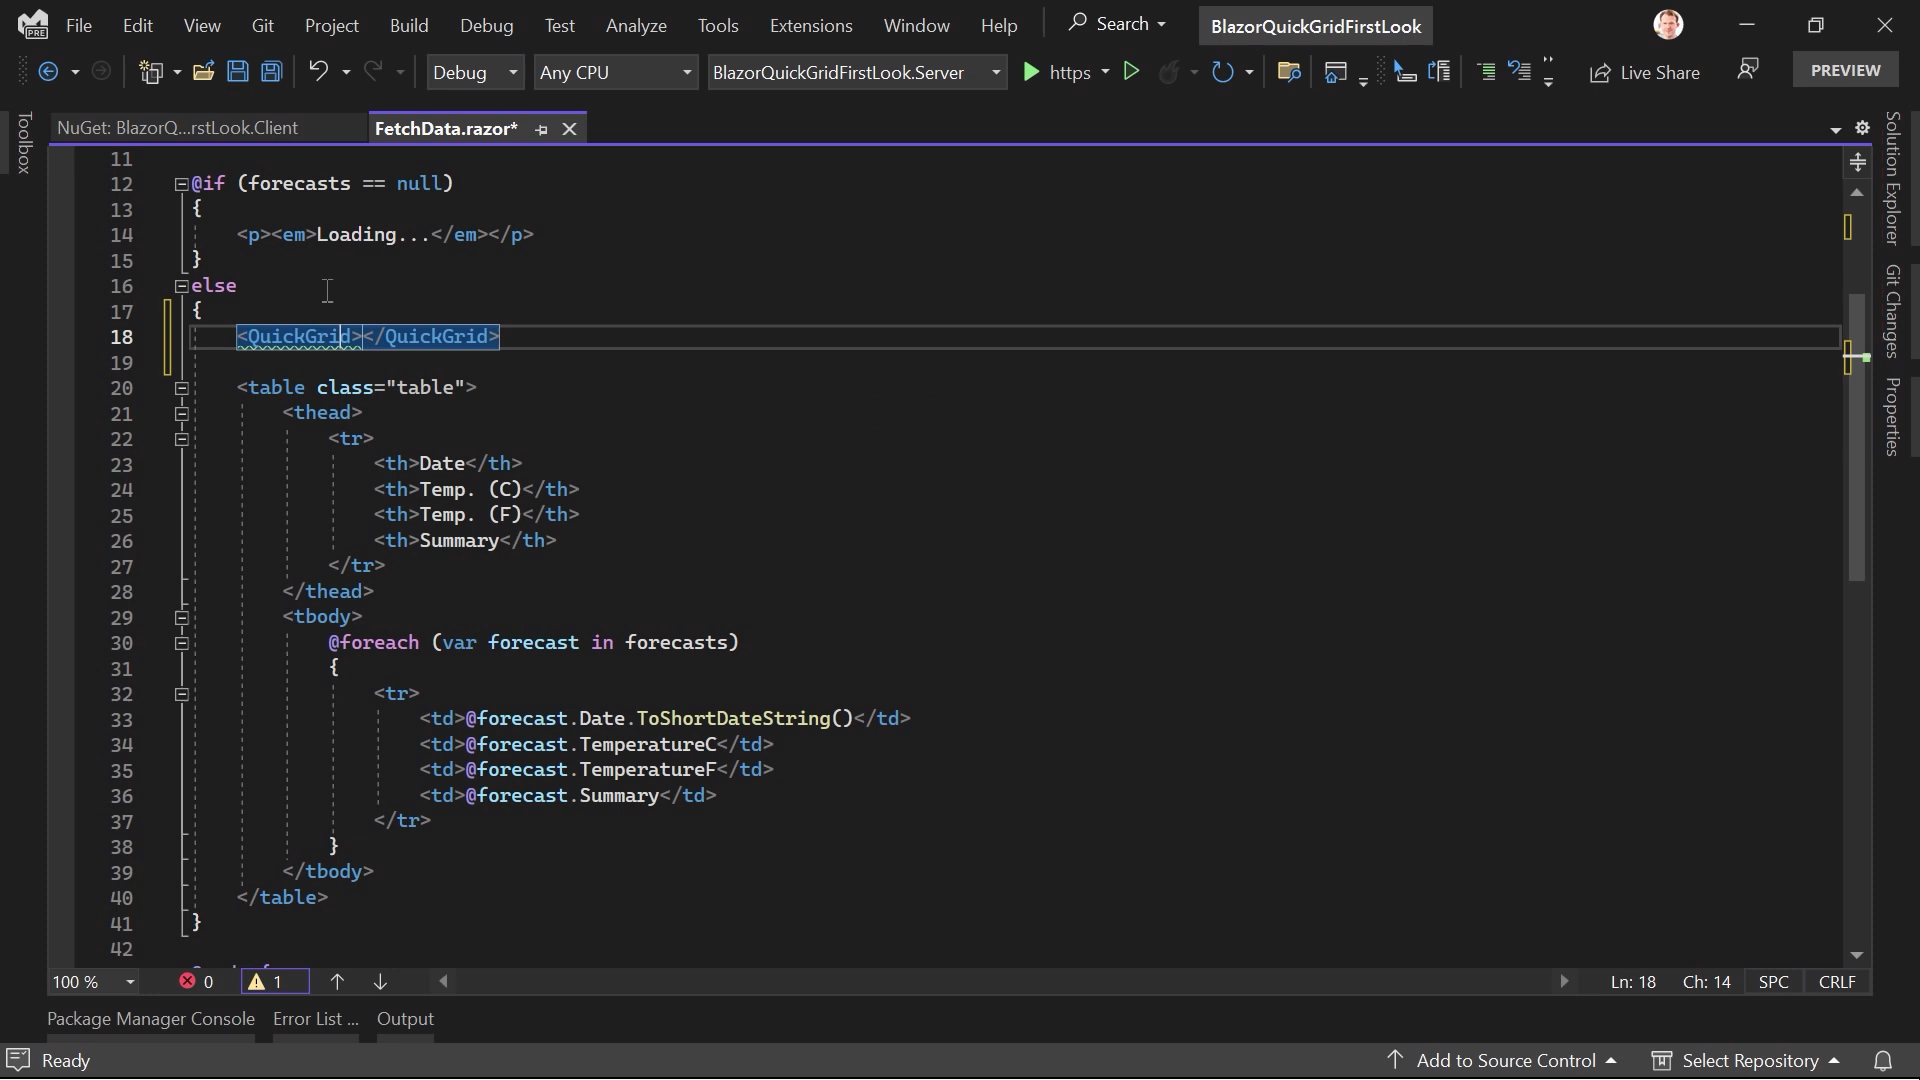 File Edit View Git Project Build Debug Test Analyze Tools Extensions Window Help Search BlazorQuickGridFirstLook
PRE
Debug Any CPU BlazorQuickGridFirstLook.Server https Live Share PREVIEW
Toolbox
NuGet: BlazorQ...rstLook.Client FetchData.razor*
11
12 @if (forecasts == null)
13 {
14 <p><em>Loading...</em></p>
15 }
16 else
17 {
18 <QuickGrid></QuickGrid>
19
20 <table class="table">
21 <thead>
22 <tr>
23 <th>Date</th>
24 <th>Temp. (C)</th>
25 <th>Temp. (F)</th>
26 <th>Summary</th>
27 </tr>
28 </thead>
29 <tbody>
30 @foreach (var forecast in forecasts)
31 {
32 <tr>
33 <td>@forecast.Date.ToShortDateString()</td>
34 <td>@forecast.TemperatureC</td>
35 <td>@forecast.TemperatureF</td>
36 <td>@forecast.Summary</td>
37 </tr>
38 }
39 </tbody>
40 </table>
41 }
42
Solution Explorer
Git Changes
Properties
100 % 0 1 Ln: 18 Ch: 14 SPC CRLF
Package Manager Console Error List ... Output
Ready Add to Source Control Select Repository